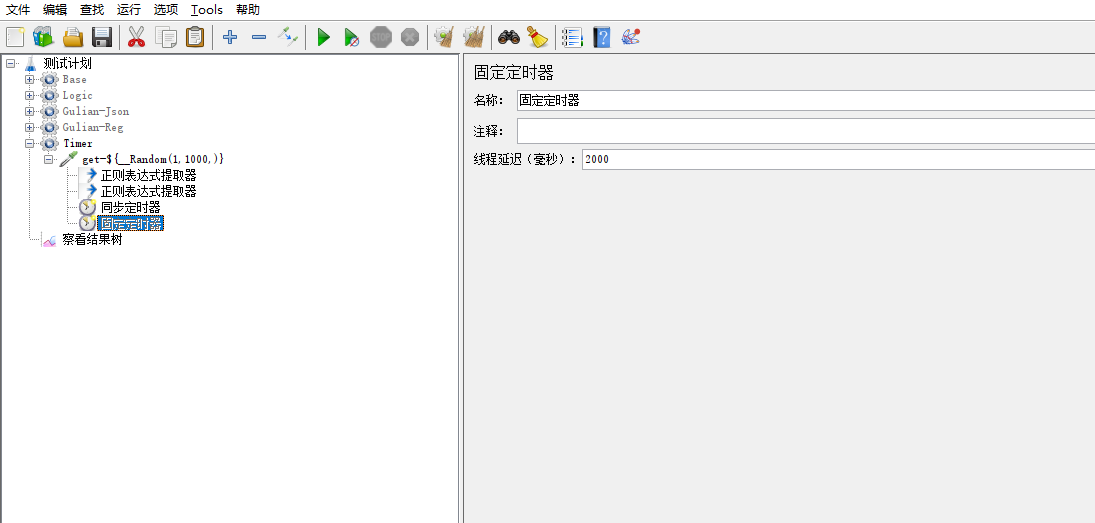 文件 编辑 查找 运行 选项 Tools 帮助
STOP
测试计划
Base
Logic
Gulian-Json
Gulian-Reg
Timer
get-${__Random(1,1000,)}
正则表达式提取器
正则表达式提取器
同步定时器
固定定时器
察看结果树
固定定时器
名称: 固定定时器
注释:
线程延迟（毫秒）: 2000